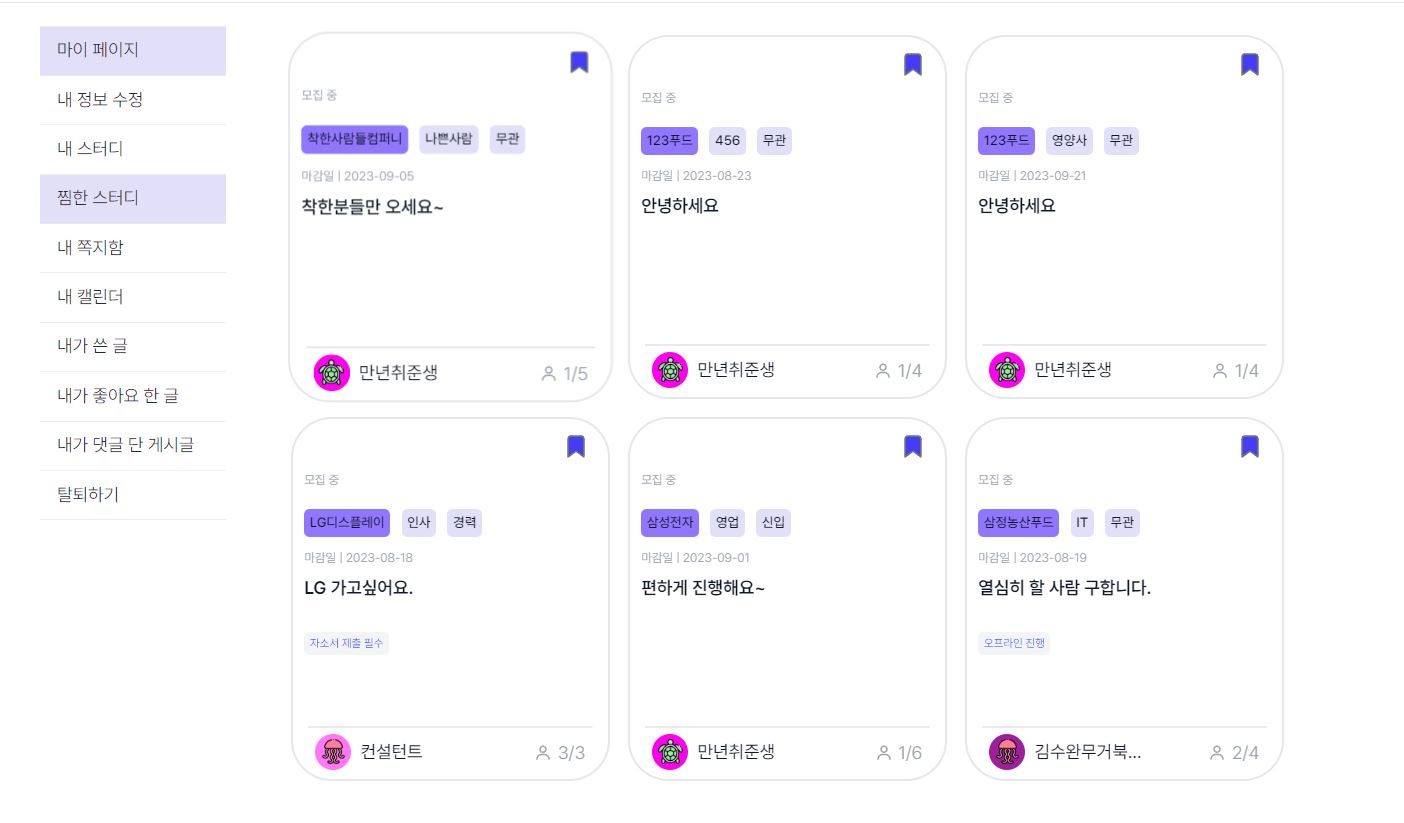 마이 페이지
내 정보 수정
내 스터디
찜한 스터디
내 쪽지함
내 캘린더
내가 쓴 글
내가 좋아요 한 글
내가 댓글 단 게시글
탈퇴하기
모집 중
착한사람들컴퍼니 나쁜사람 무관
마감일 | 2023-09-05
착한분들만 오세요~
만년취준생 1/5
모집 중
123푸드 456 무관
마감일 | 2023-08-23
안녕하세요
만년취준생 1/4
모집 중
123푸드 영양사 무관
마감일 | 2023-09-21
안녕하세요
만년취준생 1/4
모집 중
LG디스플레이 인사 경력
마감일 | 2023-08-18
LG 가고싶어요.
자소서 제출 필수
컨설턴트 3/3
모집 중
삼성전자 영업 신입
마감일 | 2023-09-01
편하게 진행해요~
만년취준생 1/6
모집 중
삼정농산푸드 IT 무관
마감일 | 2023-08-19
열심히 할 사람 구합니다.
오프라인 진행
김수완무거북... 2/4